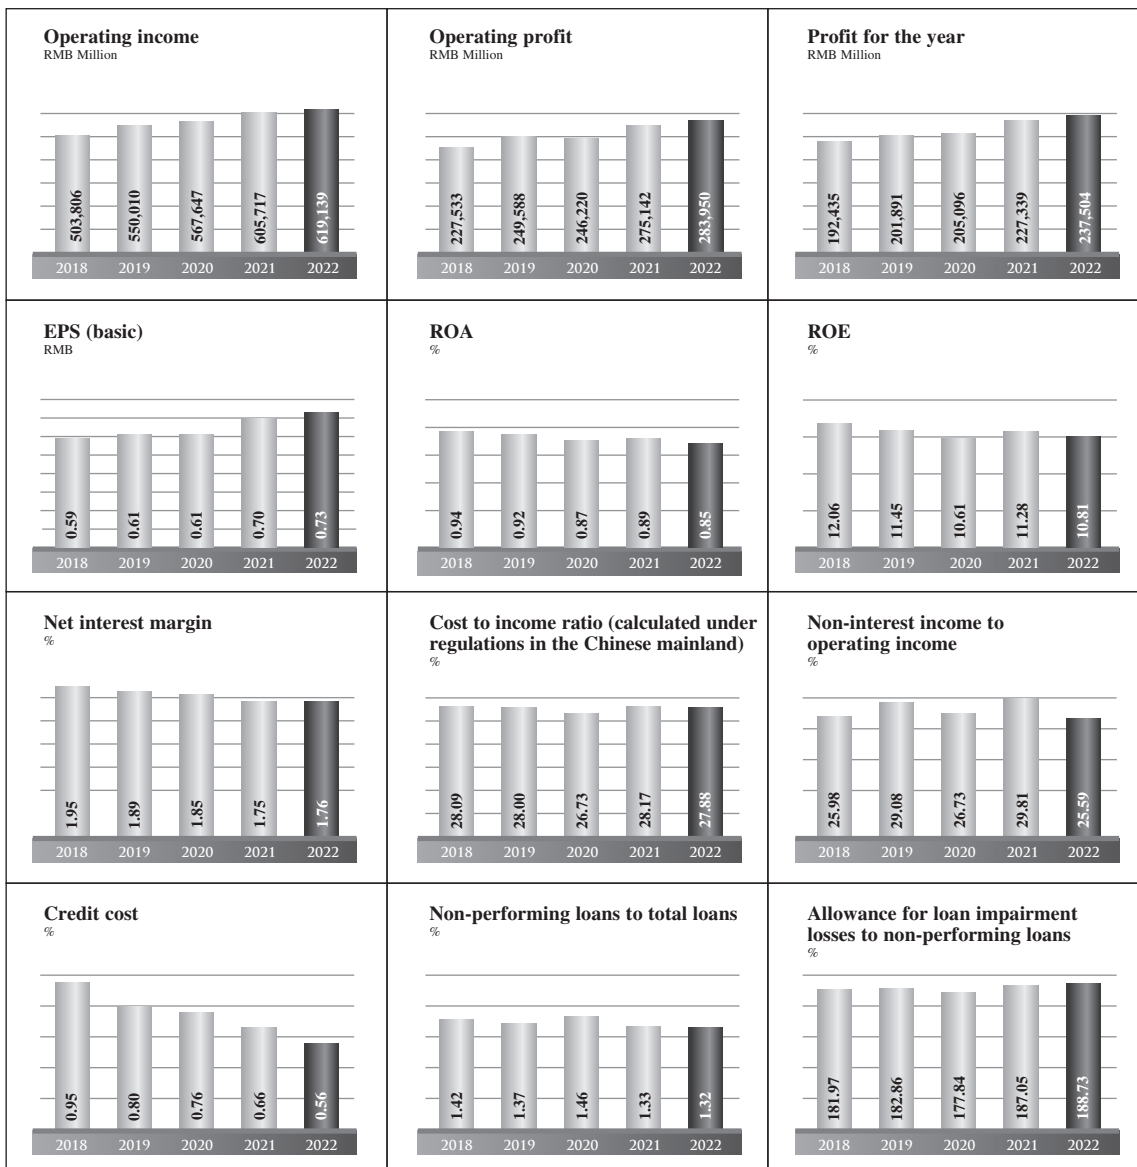 Operating income
RMB Million
503,806
550,010
567,647
605,717
619,139
2018 2019 2020 2021 2022
Operating profit
RMB Million
227,533
249,588
246,220
275,142
283,950
2018 2019 2020 2021 2022
Profit for the year
RMB Million
192,435
201,891
205,096
227,339
237,504
2018 2019 2020 2021 2022
EPS (basic)
RMB
0.59
0.61
0.61
0.70
0.73
2018 2019 2020 2021 2022
ROA
%
0.94
0.92
0.87
0.89
0.85
2018 2019 2020 2021 2022
ROE
%
12.06
11.45
10.61
11.28
10.81
2018 2019 2020 2021 2022
Net interest margin
%
1.95
1.89
1.85
1.75
1.76
2018 2019 2020 2021 2022
Cost to income ratio (calculated under
regulations in the Chinese mainland)
%
28.09
28.00
26.73
28.17
27.88
2018 2019 2020 2021 2022
Non-interest income to
operating income
%
25.98
29.08
26.73
29.81
25.59
2018 2019 2020 2021 2022
Credit cost
%
0.95
0.80
0.76
0.66
0.56
2018 2019 2020 2021 2022
Non-performing loans to total loans
%
1.42
1.37
1.46
1.33
1.32
2018 2019 2020 2021 2022
Allowance for loan impairment
losses to non-performing loans
%
181.97
182.86
177.84
187.05
188.73
2018 2019 2020 2021 2022